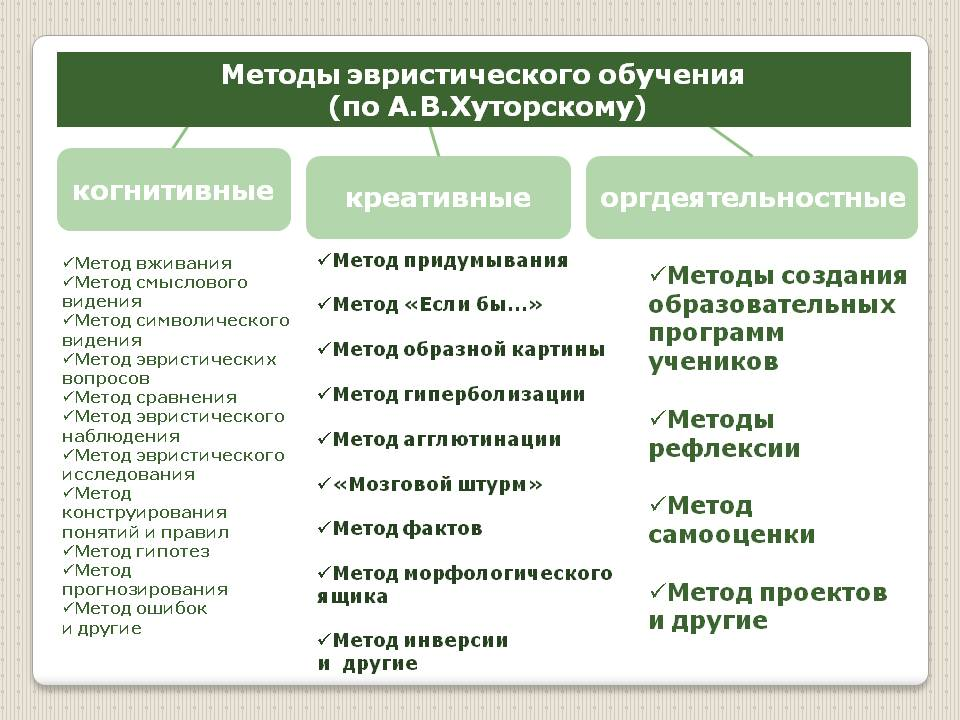 Методы эвристического обучения
(по А.В.Хуторскому)
когнитивные
креативные
оргдеятельностные
✓Метод вживания
✓Метод смыслового
видения
✓Метод символического
видения
✓Метод эвристических
вопросов
✓Метод сравнения
✓Метод эвристического
наблюдения
✓Метод эвристического
исследования
✓Метод
конструирования
понятий и правил
✓Метод гипотез
✓Метод
прогнозирования
✓Метод ошибок
и другие
✓Метод придумывания
✓Метод «Если бы…»
✓Метод образной картины
✓Метод гиперболизации
✓Метод агглютинации
✓«Мозговой штурм»
✓Метод фактов
✓Метод морфологического
ящика
✓Метод инверсии
и другие
✓Методы создания
образовательных
программ
учеников
✓Методы
рефлексии
✓Метод
самооценки
✓Метод проектов
и другие